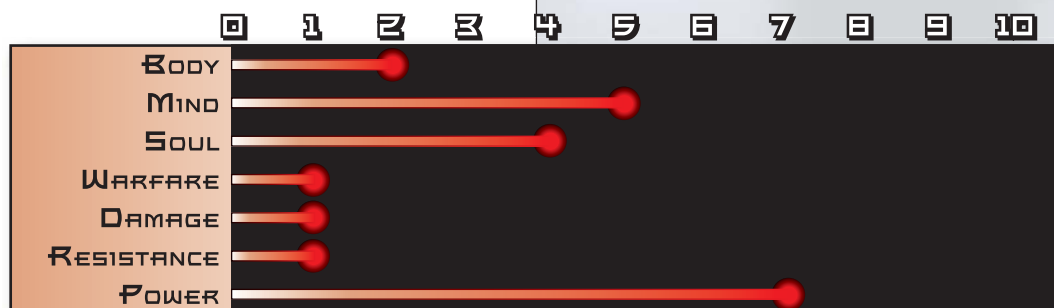 0 1 2 3 4 5 6 7 8 9 10
Body
Mind
Soul
Warfare
Damage
Resistance
Power